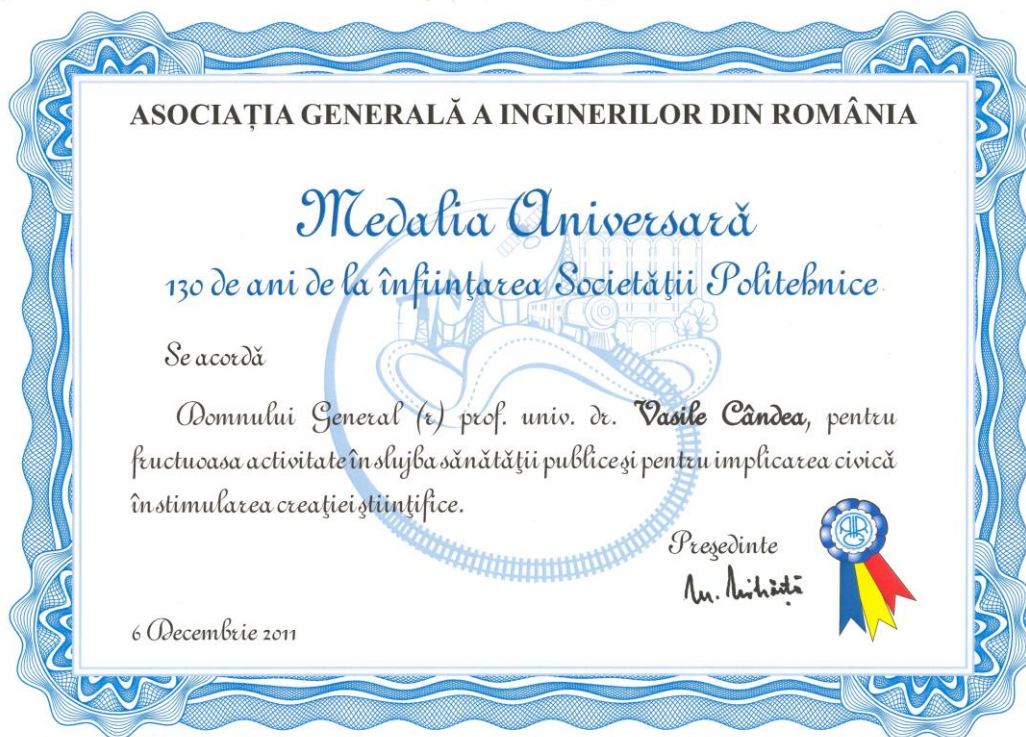 ASOCIAȚIA GENERALĂ A INGINERILOR DIN ROMÂNIA
Medalia Aniversară
130 de ani de la înființarea Societății Politehnice
Se acordă
Domnului General (r) prof. univ. dr. Vasile Cândea, pentru
fructuoasa activitate în slujba sănătății publice și pentru implicarea civică
în stimularea creației științifice.
Președinte
M. Mihăiță
6 Decembrie 2011